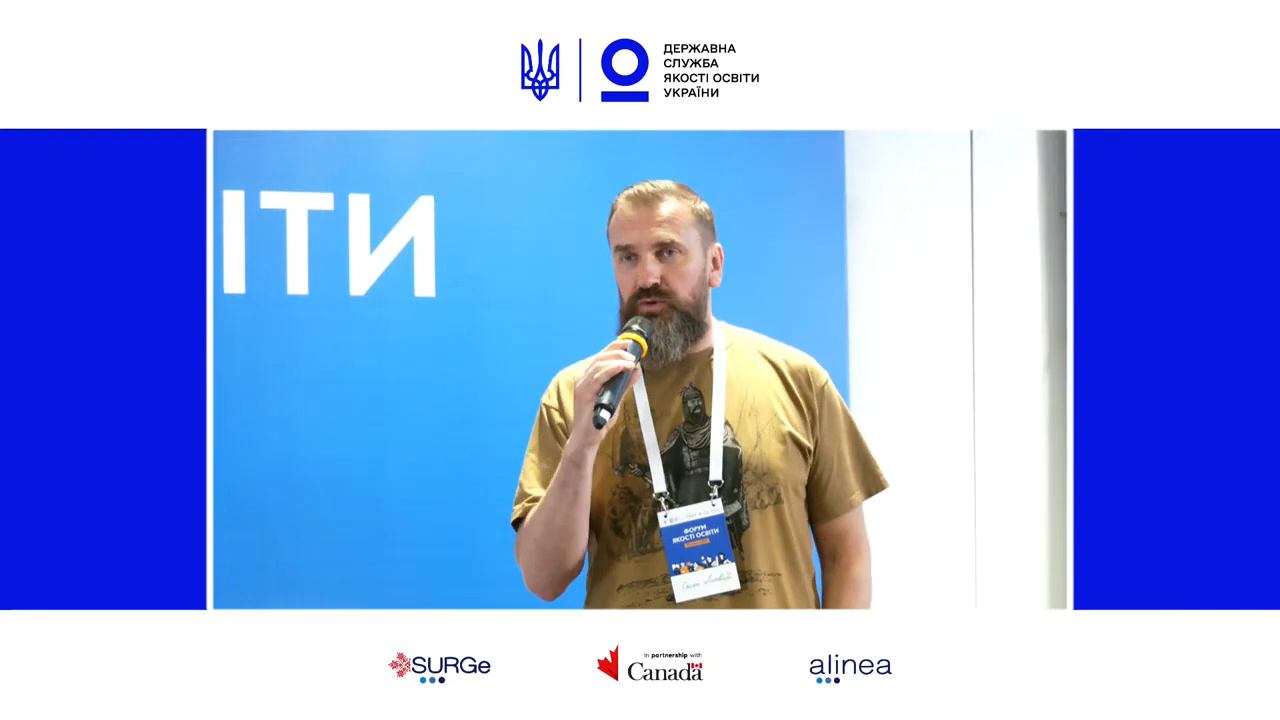 ДЕРЖАВНА
СЛУЖБА
ЯКОСТІ ОСВІТИ
УКРАЇНИ
ІТИ
ФОРУМ
ЯКОСТІ ОСВІТИ
SURGe
In partnership with
Canada
alinea